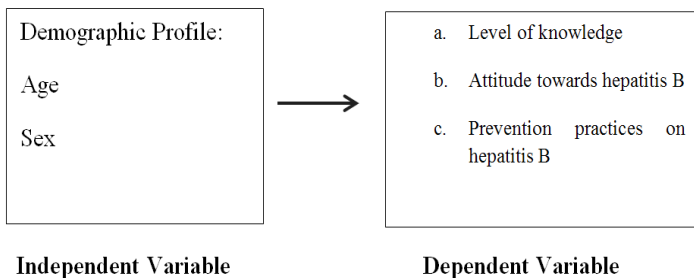 Demographic Profile:
Age
Sex
a. Level of knowledge
b. Attitude towards hepatitis B
c. Prevention practices on
hepatitis B
Independent Variable
Dependent Variable